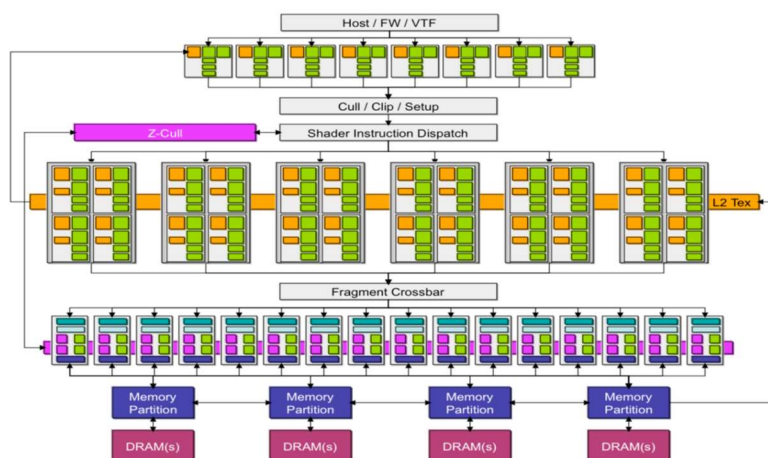 Host / FW / VTF
Cull / Clip / Setup
Z-Cull
Shader Instruction Dispatch
L2 Tex
Fragment Crossbar
Memory
Partition
Memory
Partition
Memory
Partition
Memory
Partition
DRAM(s)
DRAM(s)
DRAM(s)
DRAM(s)